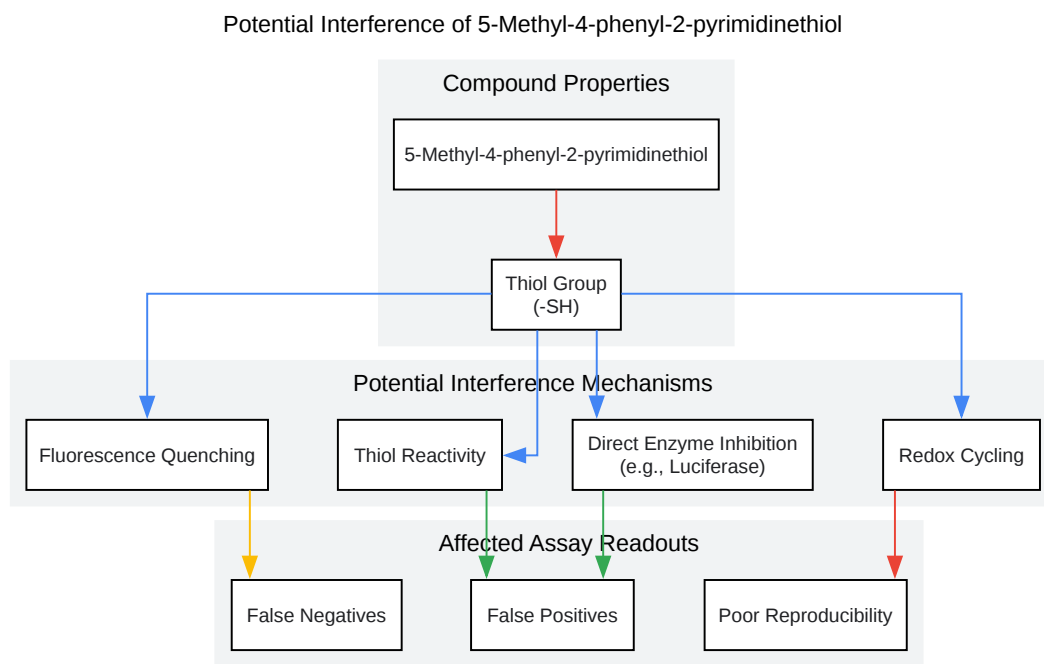 Potential Interference of 5-Methyl-4-phenyl-2-pyrimidinethiol
Compound Properties
5-Methyl-4-phenyl-2-pyrimidinethiol
Thiol Group
(-SH)
Potential Interference Mechanisms
Fluorescence Quenching
Thiol Reactivity
Direct Enzyme Inhibition
(e.g., Luciferase)
Redox Cycling
Affected Assay Readouts
False Negatives
False Positives
Poor Reproducibility